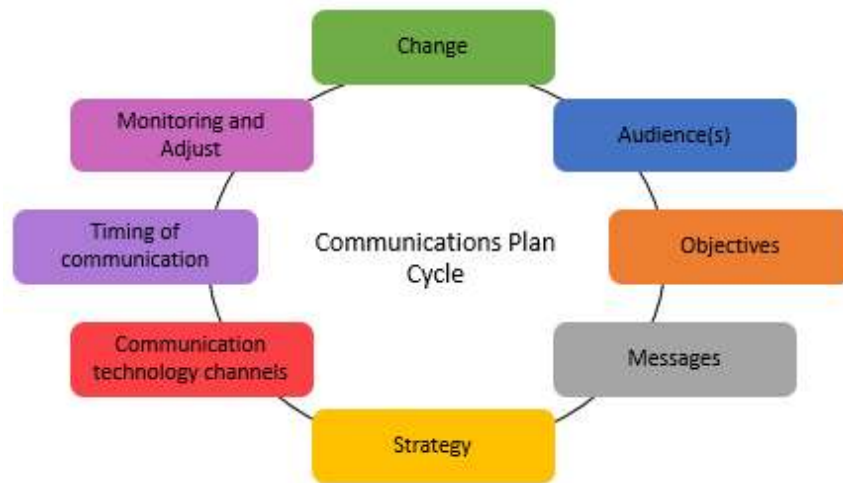 Change
Audience(s)
Objectives
Messages
Strategy
Communication
technology channels
Timing of
communication
Monitoring and
Adjust
Communications Plan
Cycle